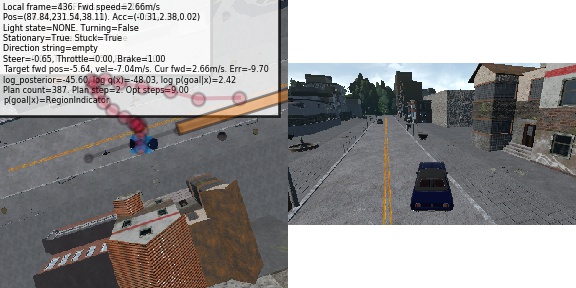 Local frame=436. Fwd speed=2.66m/s
Pos=(87.84,231.54,38.11). Acc=(-0.31,2.38,0.02)
Light state=NONE. Turning=False
Stationary=True. Stuck=True
Direction string=empty
Steer=-0.65, Throttle=0.00, Brake=1.00
Target fwd pos=-5.64, vel=-7.04m/s. Cur fwd=2.66m/s. Err=-9.70
log_posterior=-45.60, log q(x)=-48.03, log p(goal|x)=2.42
Plan count=387. Plan step=2. Opt steps=9.00
p(goal|x)=RegionIndicator